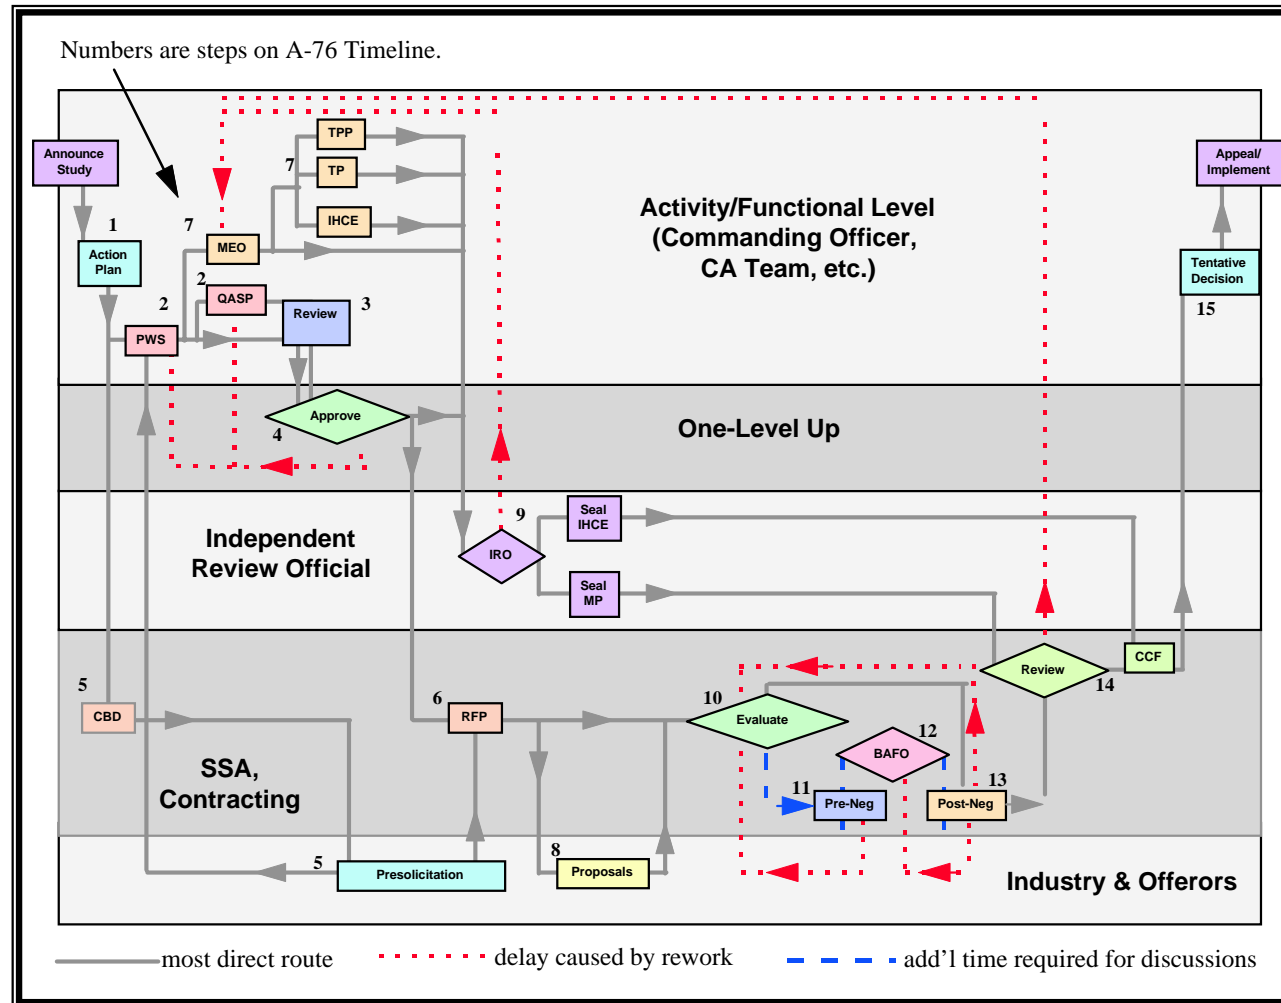 Numbers are steps on A-76 Timeline.
Announce
Study
1
Action
Plan
2
PWS
7
MEO
2
QASP
7
TPP
TP
IHCE
3
Review
Activity/Functional Level
(Commanding Officer,
CA Team, etc.)
Appeal/
Implement
Tentative
Decision
15
4
Approve
One-Level Up
Independent
Review Official
9
IRO
Seal
IHCE
Seal
MP
5
CBD
SSA,
Contracting
6
RFP
10
Evaluate
12
BAFO
11
Pre-Neg
13
Post-Neg
Review
14
CCF
5
Presolicitation
8
Proposals
Industry & Offerors
most direct route
delay caused by rework
add'l time required for discussions